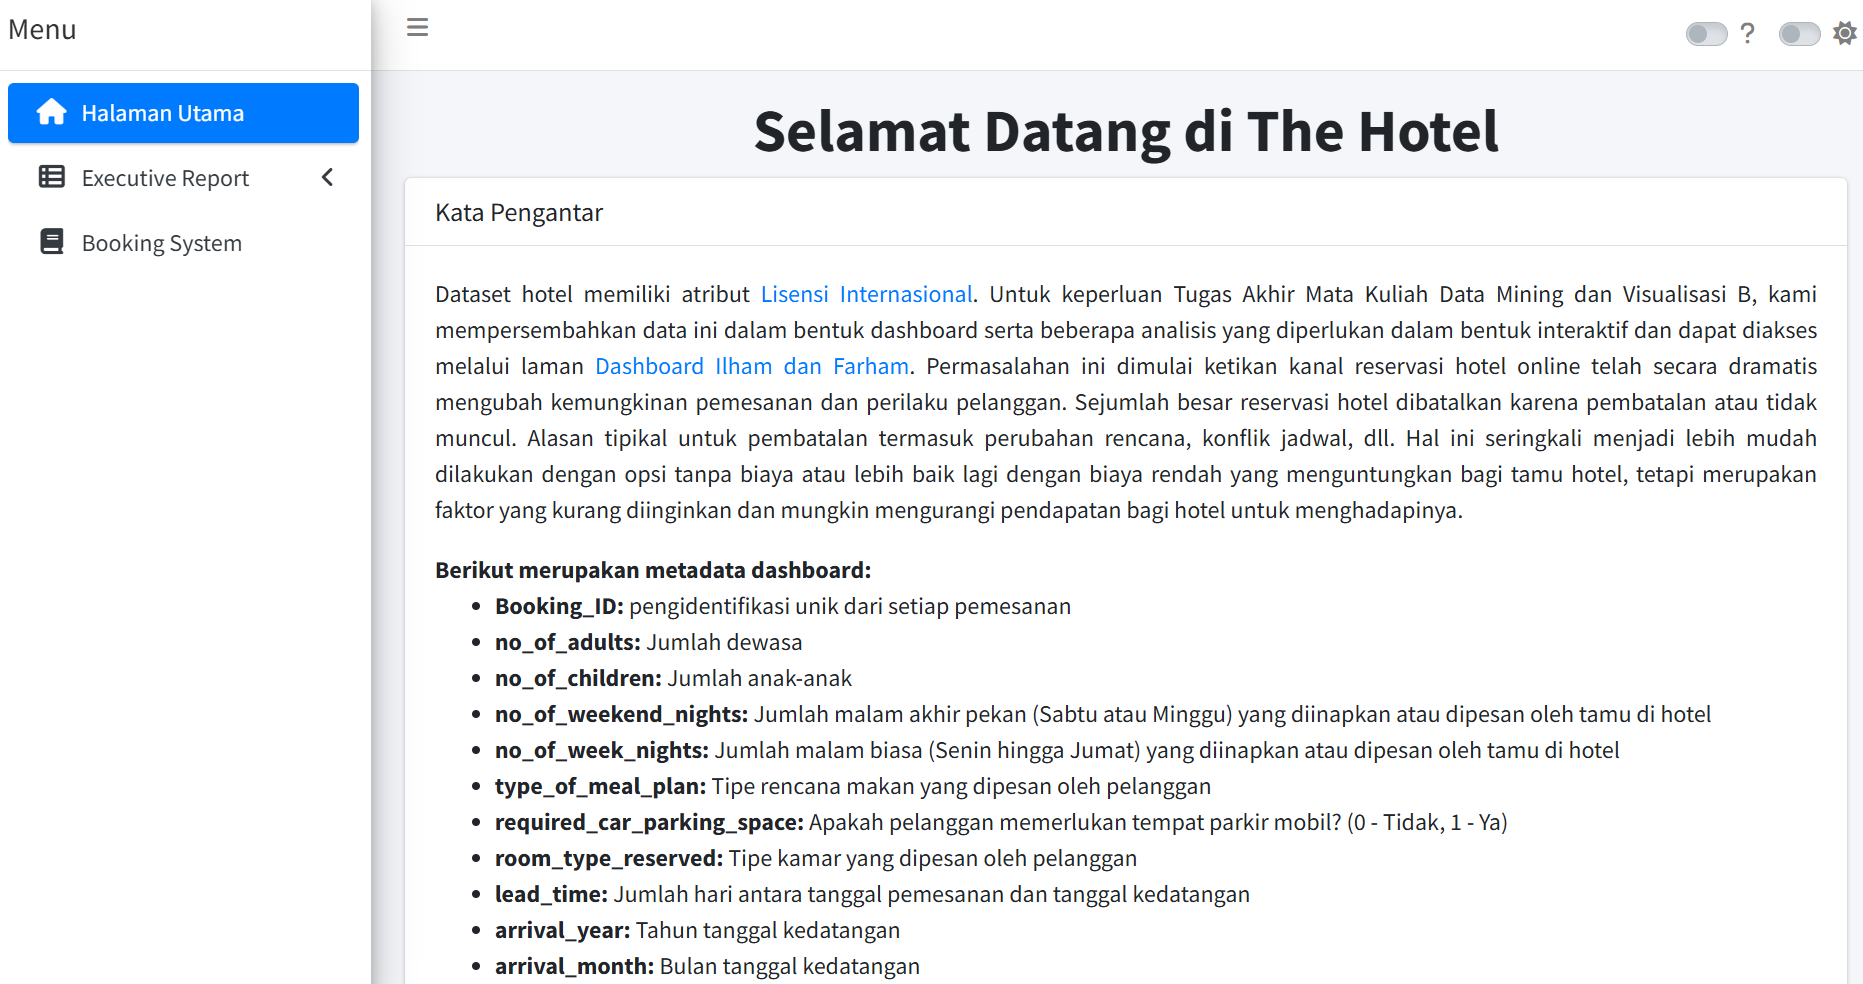 Menu
Halaman Utama
Executive Report
Booking System
?
Selamat Datang di The Hotel
Kata Pengantar
Dataset hotel memiliki atribut Lisensi Internasional. Untuk keperluan Tugas Akhir Mata Kuliah Data Mining dan Visualisasi B, kami
mempersembahkan data ini dalam bentuk dashboard serta beberapa analisis yang diperlukan dalam bentuk interaktif dan dapat diakses
melalui laman Dashboard Ilham dan Farham. Permasalahan ini dimulai ketikan kanal reservasi hotel online telah secara dramatis
mengubah kemungkinan pemesanan dan perilaku pelanggan. Sejumlah besar reservasi hotel dibatalkan karena pembatalan atau tidak
muncul. Alasan tipikal untuk pembatalan termasuk perubahan rencana, konflik jadwal, dll. Hal ini seringkali menjadi lebih mudah
dilakukan dengan opsi tanpa biaya atau lebih baik lagi dengan biaya rendah yang menguntungkan bagi tamu hotel, tetapi merupakan
faktor yang kurang diinginkan dan mungkin mengurangi pendapatan bagi hotel untuk menghadapinya.
Berikut merupakan metadata dashboard:
• Booking_ID: pengidentifikasi unik dari setiap pemesanan
• no_of_adults: Jumlah dewasa
• no_of_children: Jumlah anak-anak
• no_of_weekend_nights: Jumlah malam akhir pekan (Sabtu atau Minggu) yang diinapkan atau dipesan oleh tamu di hotel
• no_of_week_nights: Jumlah malam biasa (Senin hingga Jumat) yang diinapkan atau dipesan oleh tamu di hotel
• type_of_meal_plan: Tipe rencana makan yang dipesan oleh pelanggan
• required_car_parking_space: Apakah pelanggan memerlukan tempat parkir mobil? (0 - Tidak, 1 - Ya)
• room_type_reserved: Tipe kamar yang dipesan oleh pelanggan
• lead_time: Jumlah hari antara tanggal pemesanan dan tanggal kedatangan
• arrival_year: Tahun tanggal kedatangan
• arrival_month: Bulan tanggal kedatangan